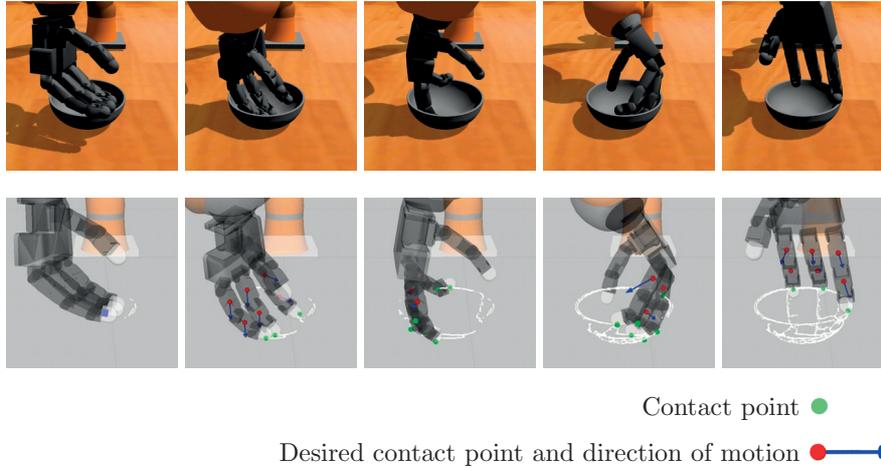 Contact point
Desired contact point and direction of motion